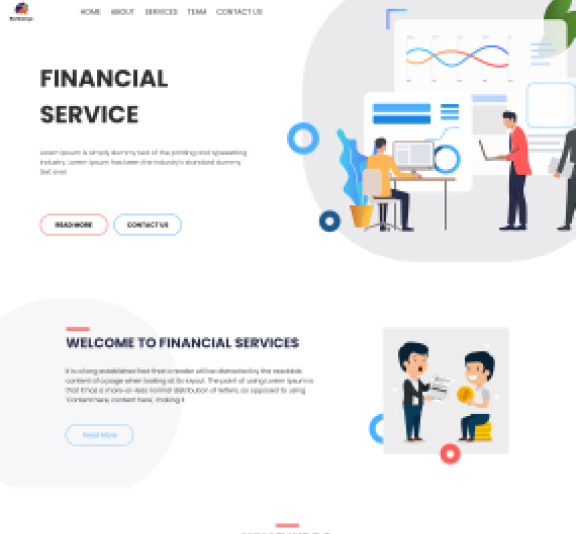 HOME ABOUT SERVICES TEAM CONTACT US
FINANCIAL
SERVICE
Lorem Ipsum is simply dummy text of the printing and typesetting
industry. Lorem Ipsum has been the industry's standard dummy
text ever
READ MORE CONTACT US
WELCOME TO FINANCIAL SERVICES
It is a long established fact that a reader will be distracted by the readable
content of a page when looking at its layout. The point of using Lorem Ipsum is
that it has a more-or-less normal distribution of letters, as opposed to using
'Content here, content here', making it
Read More